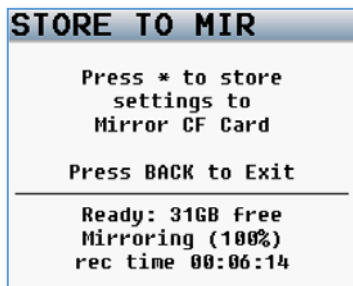 STORE TO MIR
Press * to store
settings to
Mirror CF Card
Press BACK to Exit
Ready: 31GB free
Mirroring (100%)
rec time 00:06:14